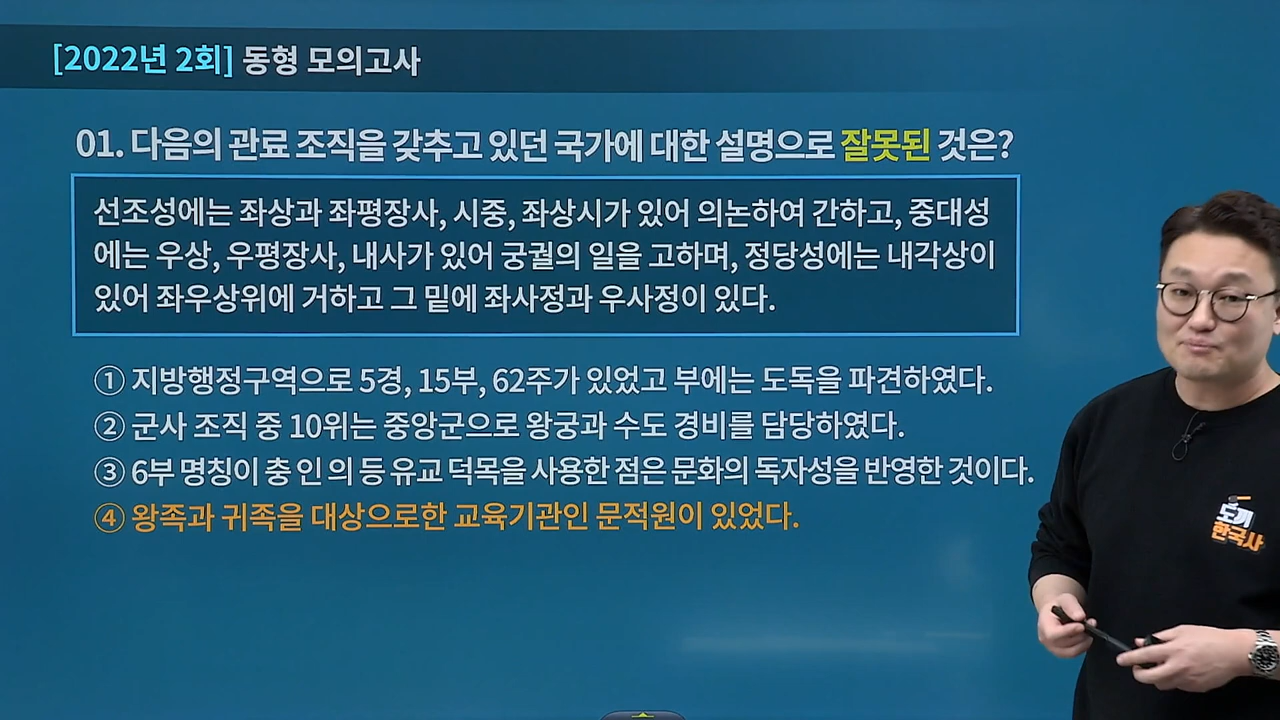 [2022년 2회] 동형 모의고사
01. 다음의 관료 조직을 갖추고 있던 국가에 대한 설명으로 잘못된 것은?
선조성에는 좌상과 좌평장사, 시중, 좌상시가 있어 의논하여 간하고, 중대성
에는 우상, 우평장사, 내사가 있어 궁궐의 일을 고하며, 정당성에는 내각상이
있어 좌우상위에 거하고 그 밑에 좌사정과 우사정이 있다.
① 지방행정구역으로 5경, 15부, 62주가 있었고 부에는 도독을 파견하였다.
② 군사 조직 중 10위는 중앙군으로 왕궁과 수도 경비를 담당하였다.
③ 6부 명칭이 충 인 의 등 유교 덕목을 사용한 점은 문화의 독자성을 반영한 것이다.
④ 왕족과 귀족을 대상으로한 교육기관인 문적원이 있었다.
도끼
한국사